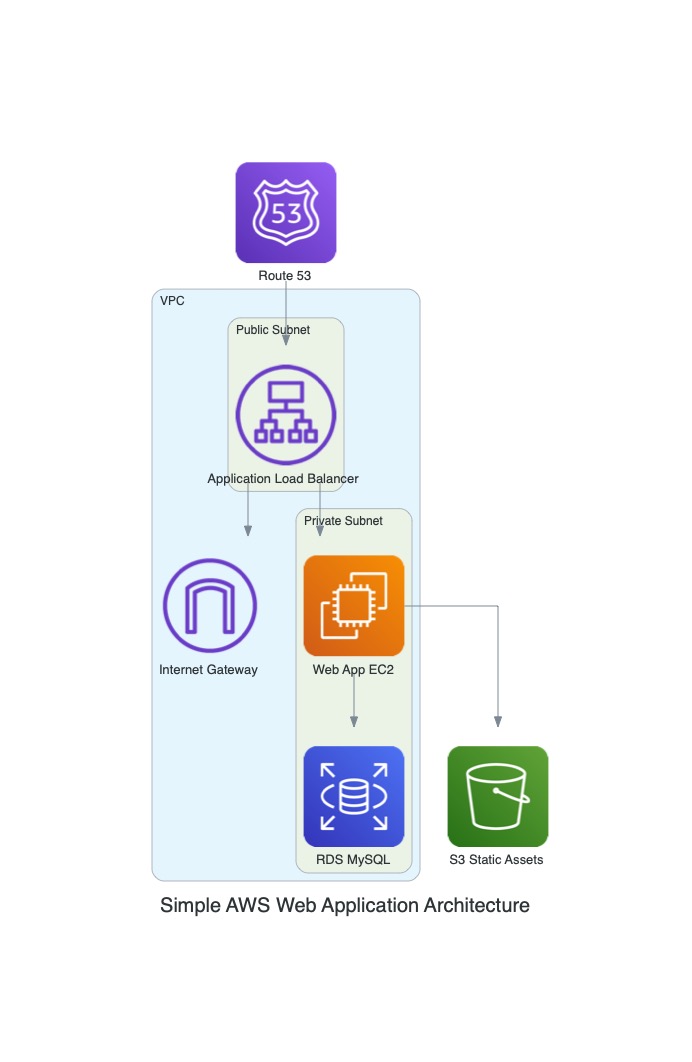 53
Route 53
VPC
Public Subnet
Application Load Balancer
Private Subnet
Internet Gateway
Web App EC2
RDS MySQL
S3 Static Assets
Simple AWS Web Application Architecture